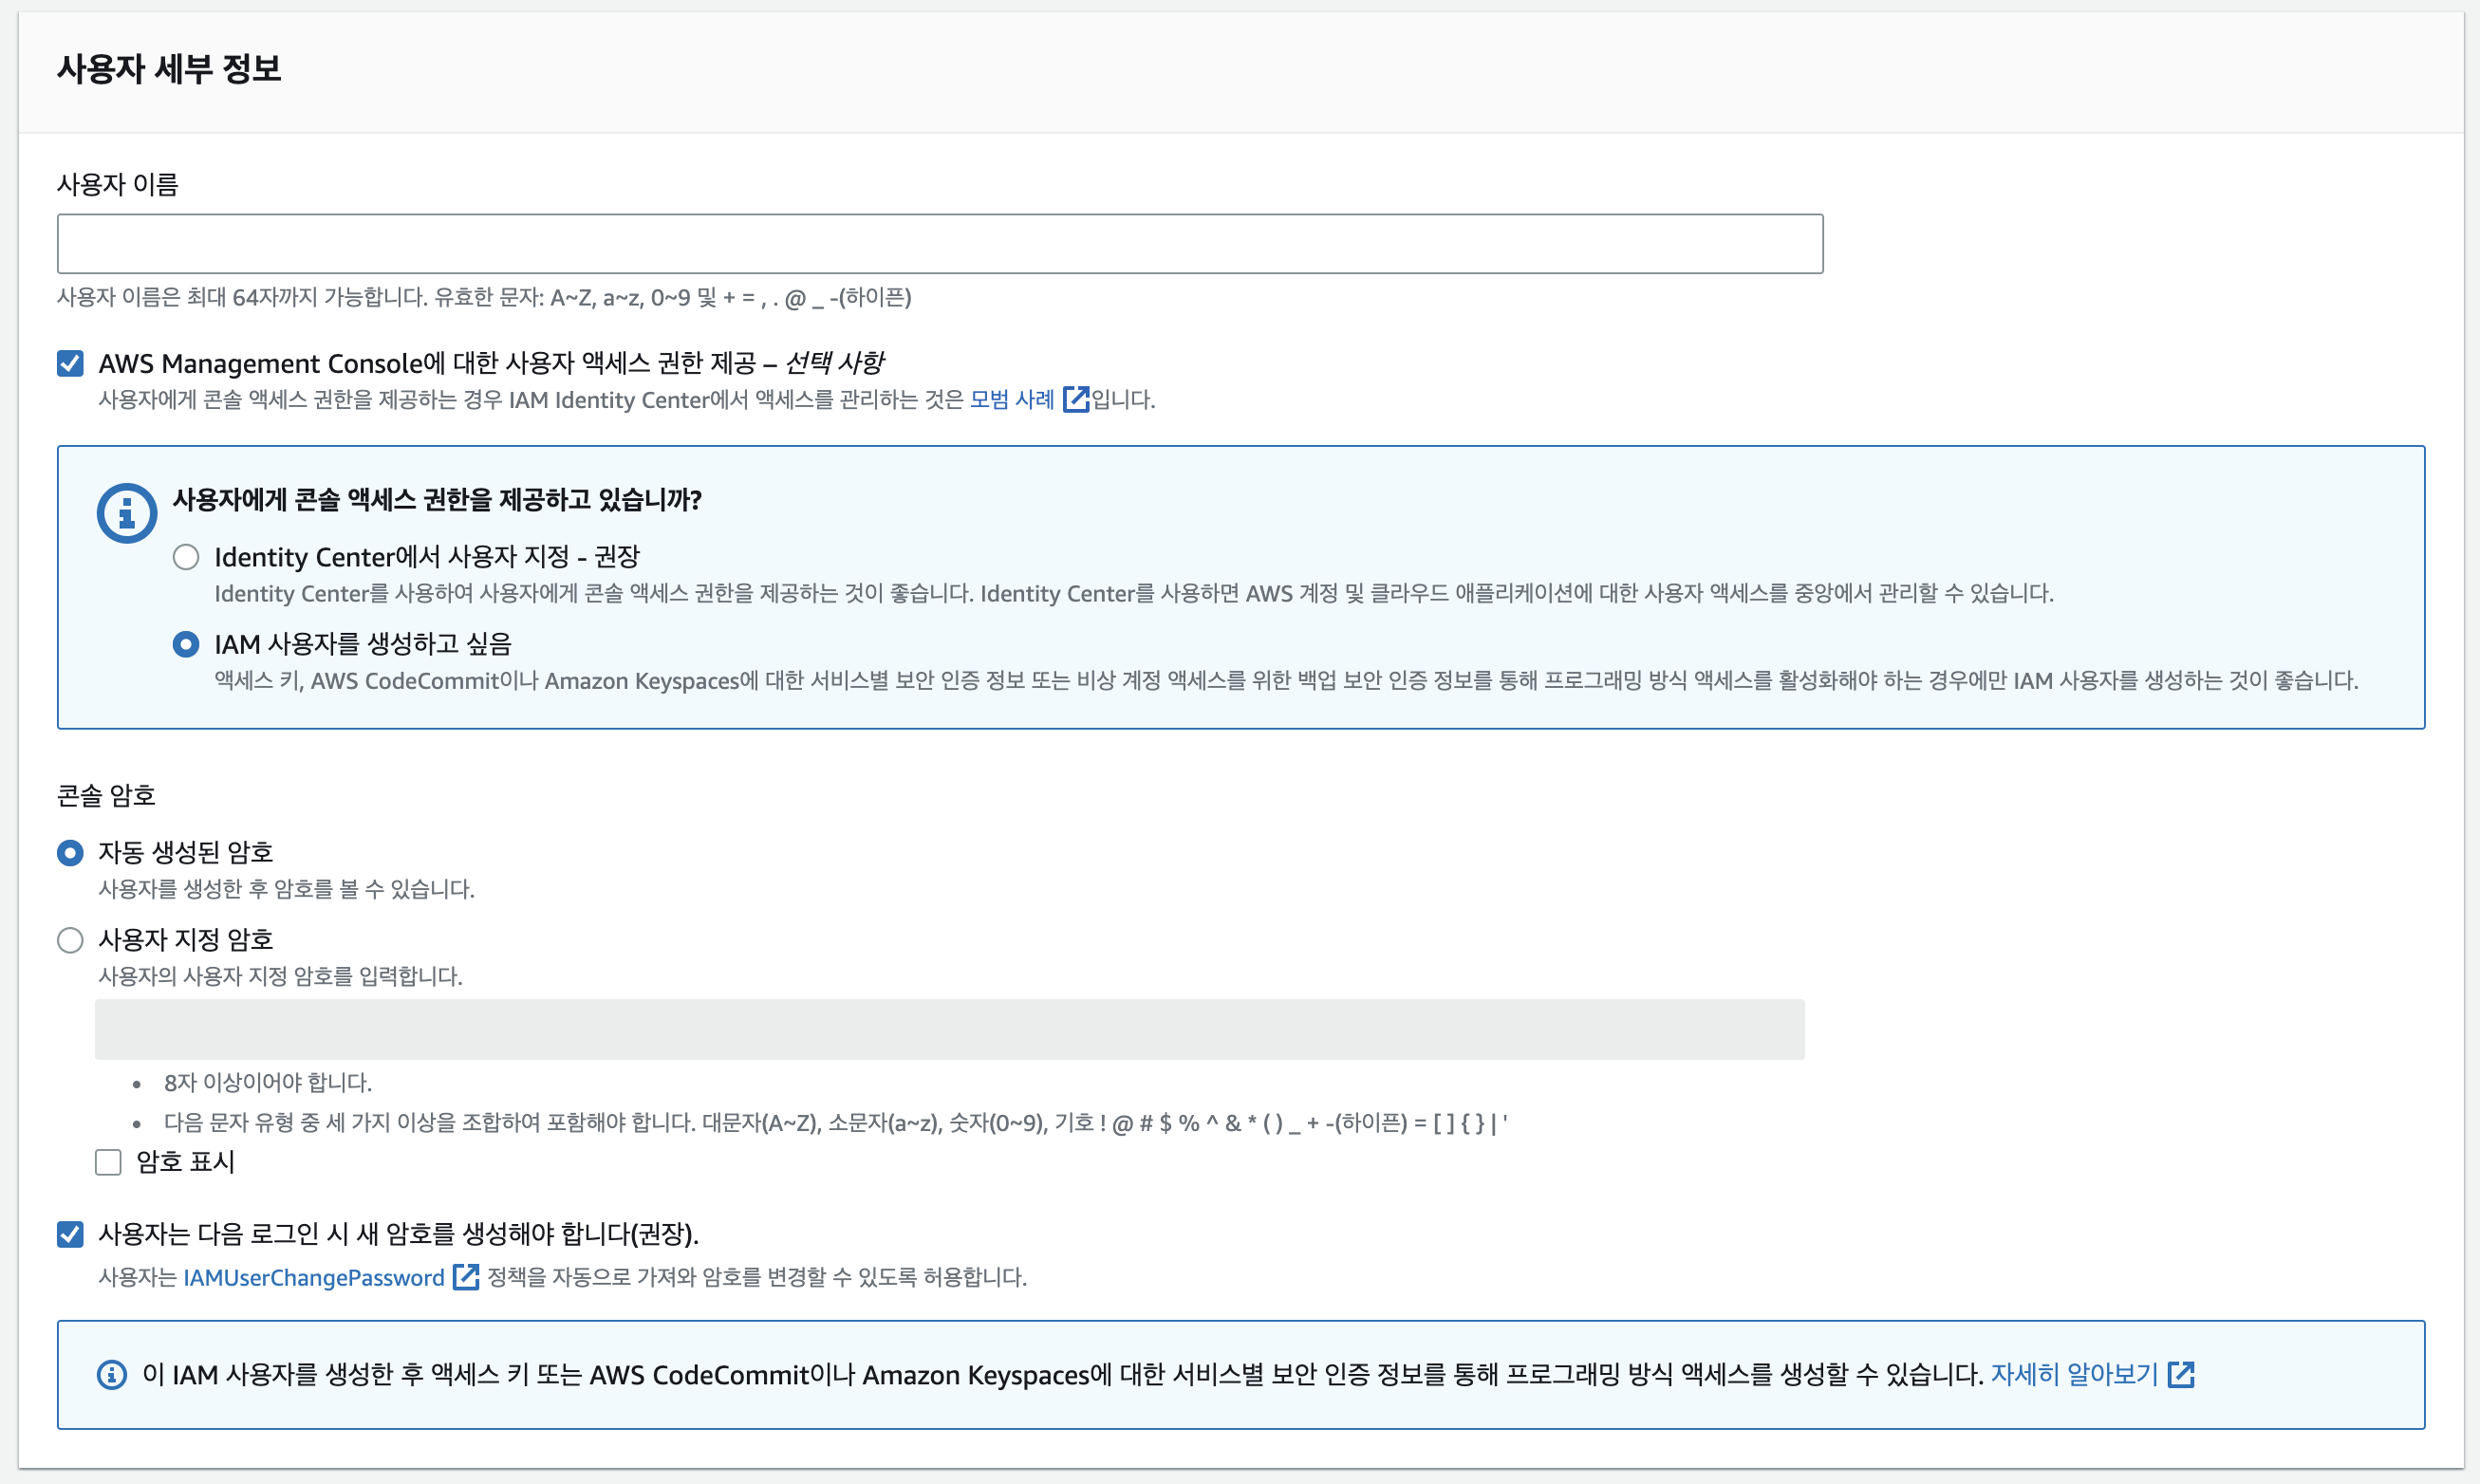 사용자 세부 정보
사용자 이름
사용자 이름은 최대 64자까지 가능합니다. 유효한 문자: A~Z, a~z, 0~9 및 + = , . @ _ -(하이픈)
AWS Management Console에 대한 사용자 액세스 권한 제공 – 선택 사항
사용자에게 콘솔 액세스 권한을 제공하는 경우 IAM Identity Center에서 액세스를 관리하는 것은 모범 사례 입니다.
사용자에게 콘솔 액세스 권한을 제공하고 있습니까?
Identity Center에서 사용자 지정 - 권장
Identity Center를 사용하여 사용자에게 콘솔 액세스 권한을 제공하는 것이 좋습니다. Identity Center를 사용하면 AWS 계정 및 클라우드 애플리케이션에 대한 사용자 액세스를 중앙에서 관리할 수 있습니다.
IAM 사용자를 생성하고 싶음
액세스 키, AWS CodeCommit이나 Amazon Keyspaces에 대한 서비스별 보안 인증 정보 또는 비상 계정 액세스를 위한 백업 보안 인증 정보를 통해 프로그래밍 방식 액세스를 활성화해야 하는 경우에만 IAM 사용자를 생성하는 것이 좋습니다.
콘솔 암호
자동 생성된 암호
사용자를 생성한 후 암호를 볼 수 있습니다.
사용자 지정 암호
사용자의 사용자 지정 암호를 입력합니다.
• 8자 이상이어야 합니다.
• 다음 문자 유형 중 세 가지 이상을 조합하여 포함해야 합니다. 대문자(A~Z), 소문자(a~z), 숫자(0~9), 기호 ! @ # $ % ^ & * ( ) _ + -(하이픈) = [ ] { } | '
암호 표시
사용자는 다음 로그인 시 새 암호를 생성해야 합니다(권장).
사용자는 IAMUserChangePassword 정책을 자동으로 가져와 암호를 변경할 수 있도록 허용합니다.
이 IAM 사용자를 생성한 후 액세스 키 또는 AWS CodeCommit이나 Amazon Keyspaces에 대한 서비스별 보안 인증 정보를 통해 프로그래밍 방식 액세스를 생성할 수 있습니다. 자세히 알아보기